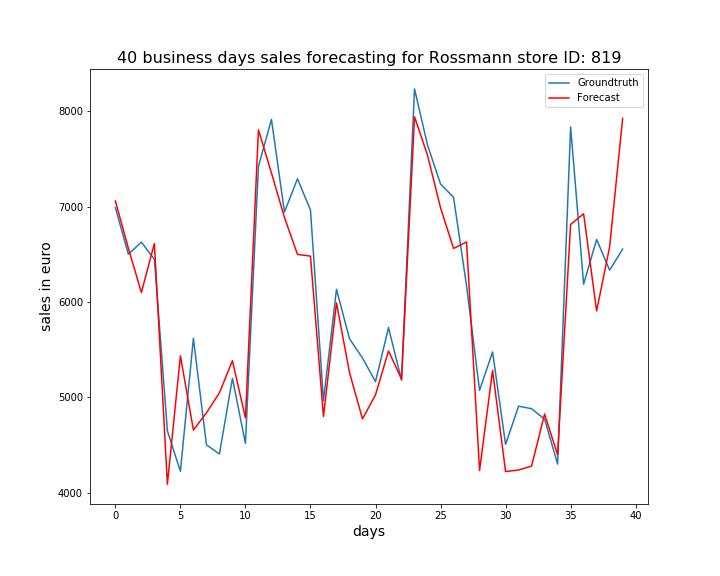 40 business days sales forecasting for Rossmann store ID: 819
Groundtruth
Forecast
8000
7000
6000
5000
4000
sales in euro
0 5 10 15 20 25 30 35 40
days